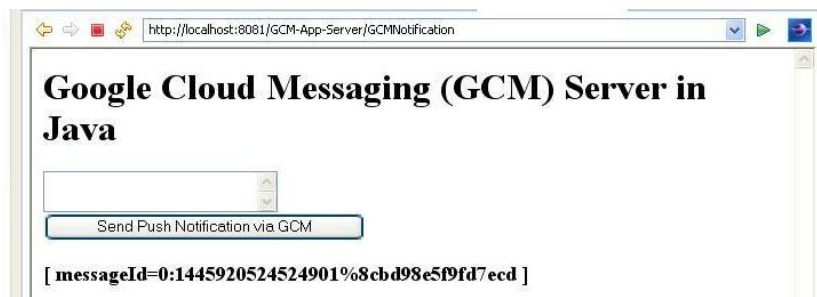 http://localhost:8081/GCM-App-Server/GCMNotification
Google Cloud Messaging (GCM) Server in
Java
Send Push Notification via GCM
[ messageId=0:1445920524524901%8cbd98e5f9fd7ecd ]